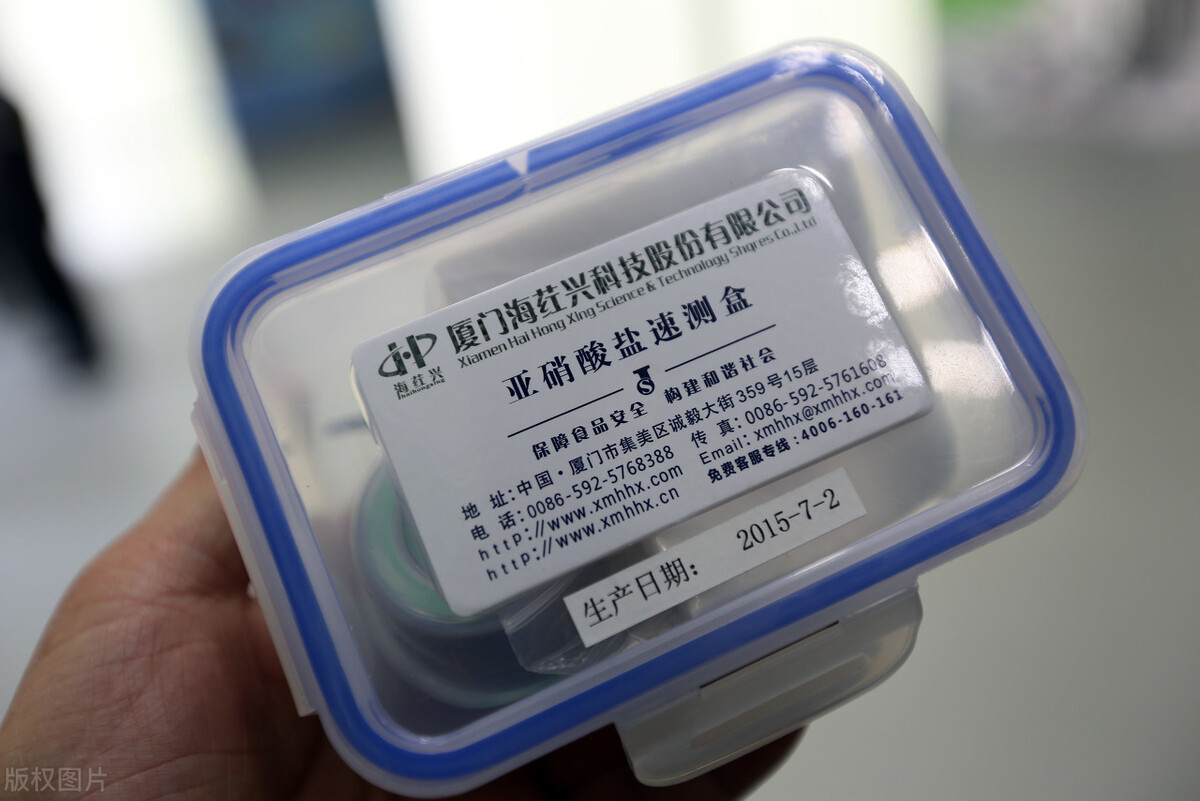 厦门海荭兴科技股份有限公司
Xiamen Hai Hong Xing Science & Technology Shares Co.,Ltd
海荭兴
haihongxing
亚硝酸盐速测盒
保障食品安全 构建和谐社会
地 址:中国·厦门市集美区诚毅大街359号15层
电 话:0086-592-5768388 传 真:0086-592-5761608
http://www.xmhhx.com Email:xmhhx@xmhhx.com
http://www.xmhhx.cn 免费客服专线:4006-160-161
生产日期: 2015-7-2
版权图片